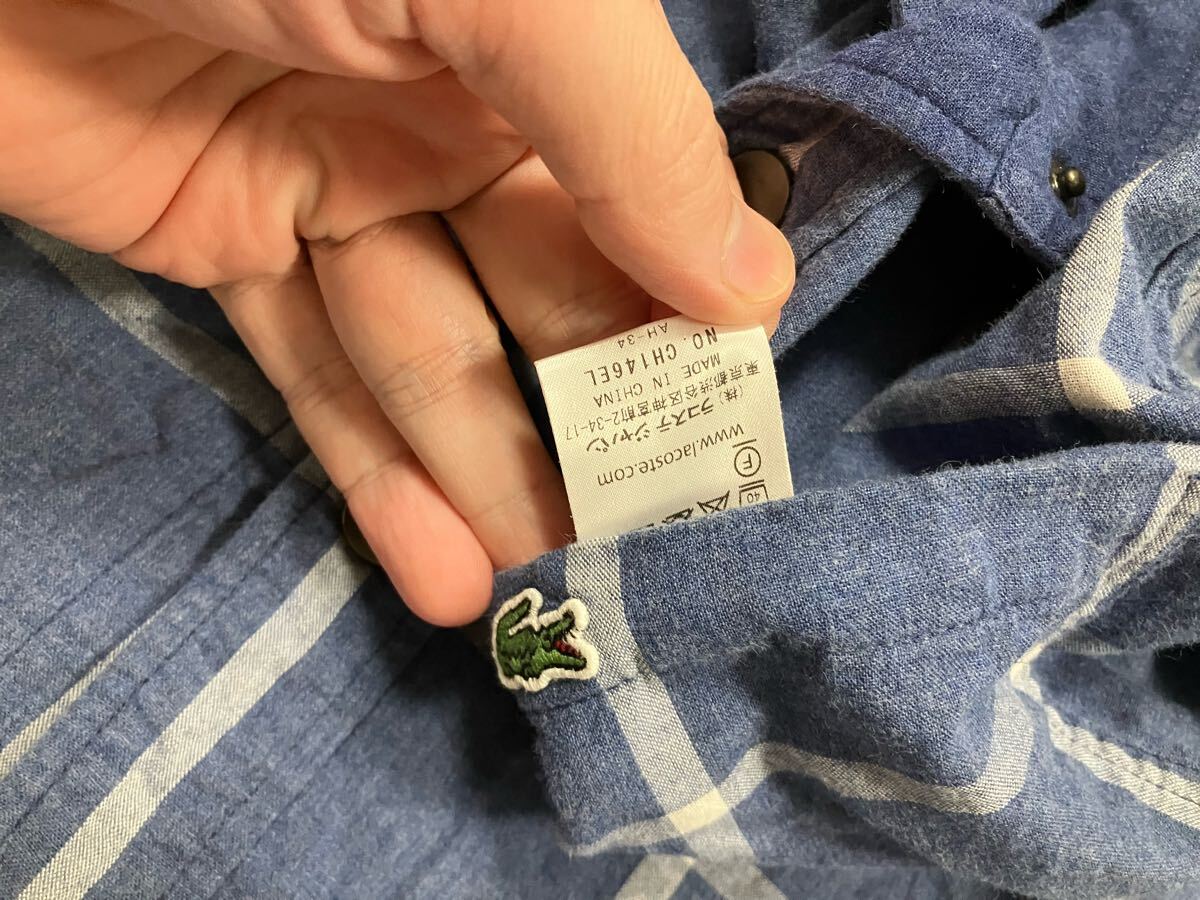 www.lacoste.com
(株) ラコステ ジャパン
東京都渋谷区神宮前2-34-17
MADE IN CHINA
NO. CH146EL
AH-34
F
40